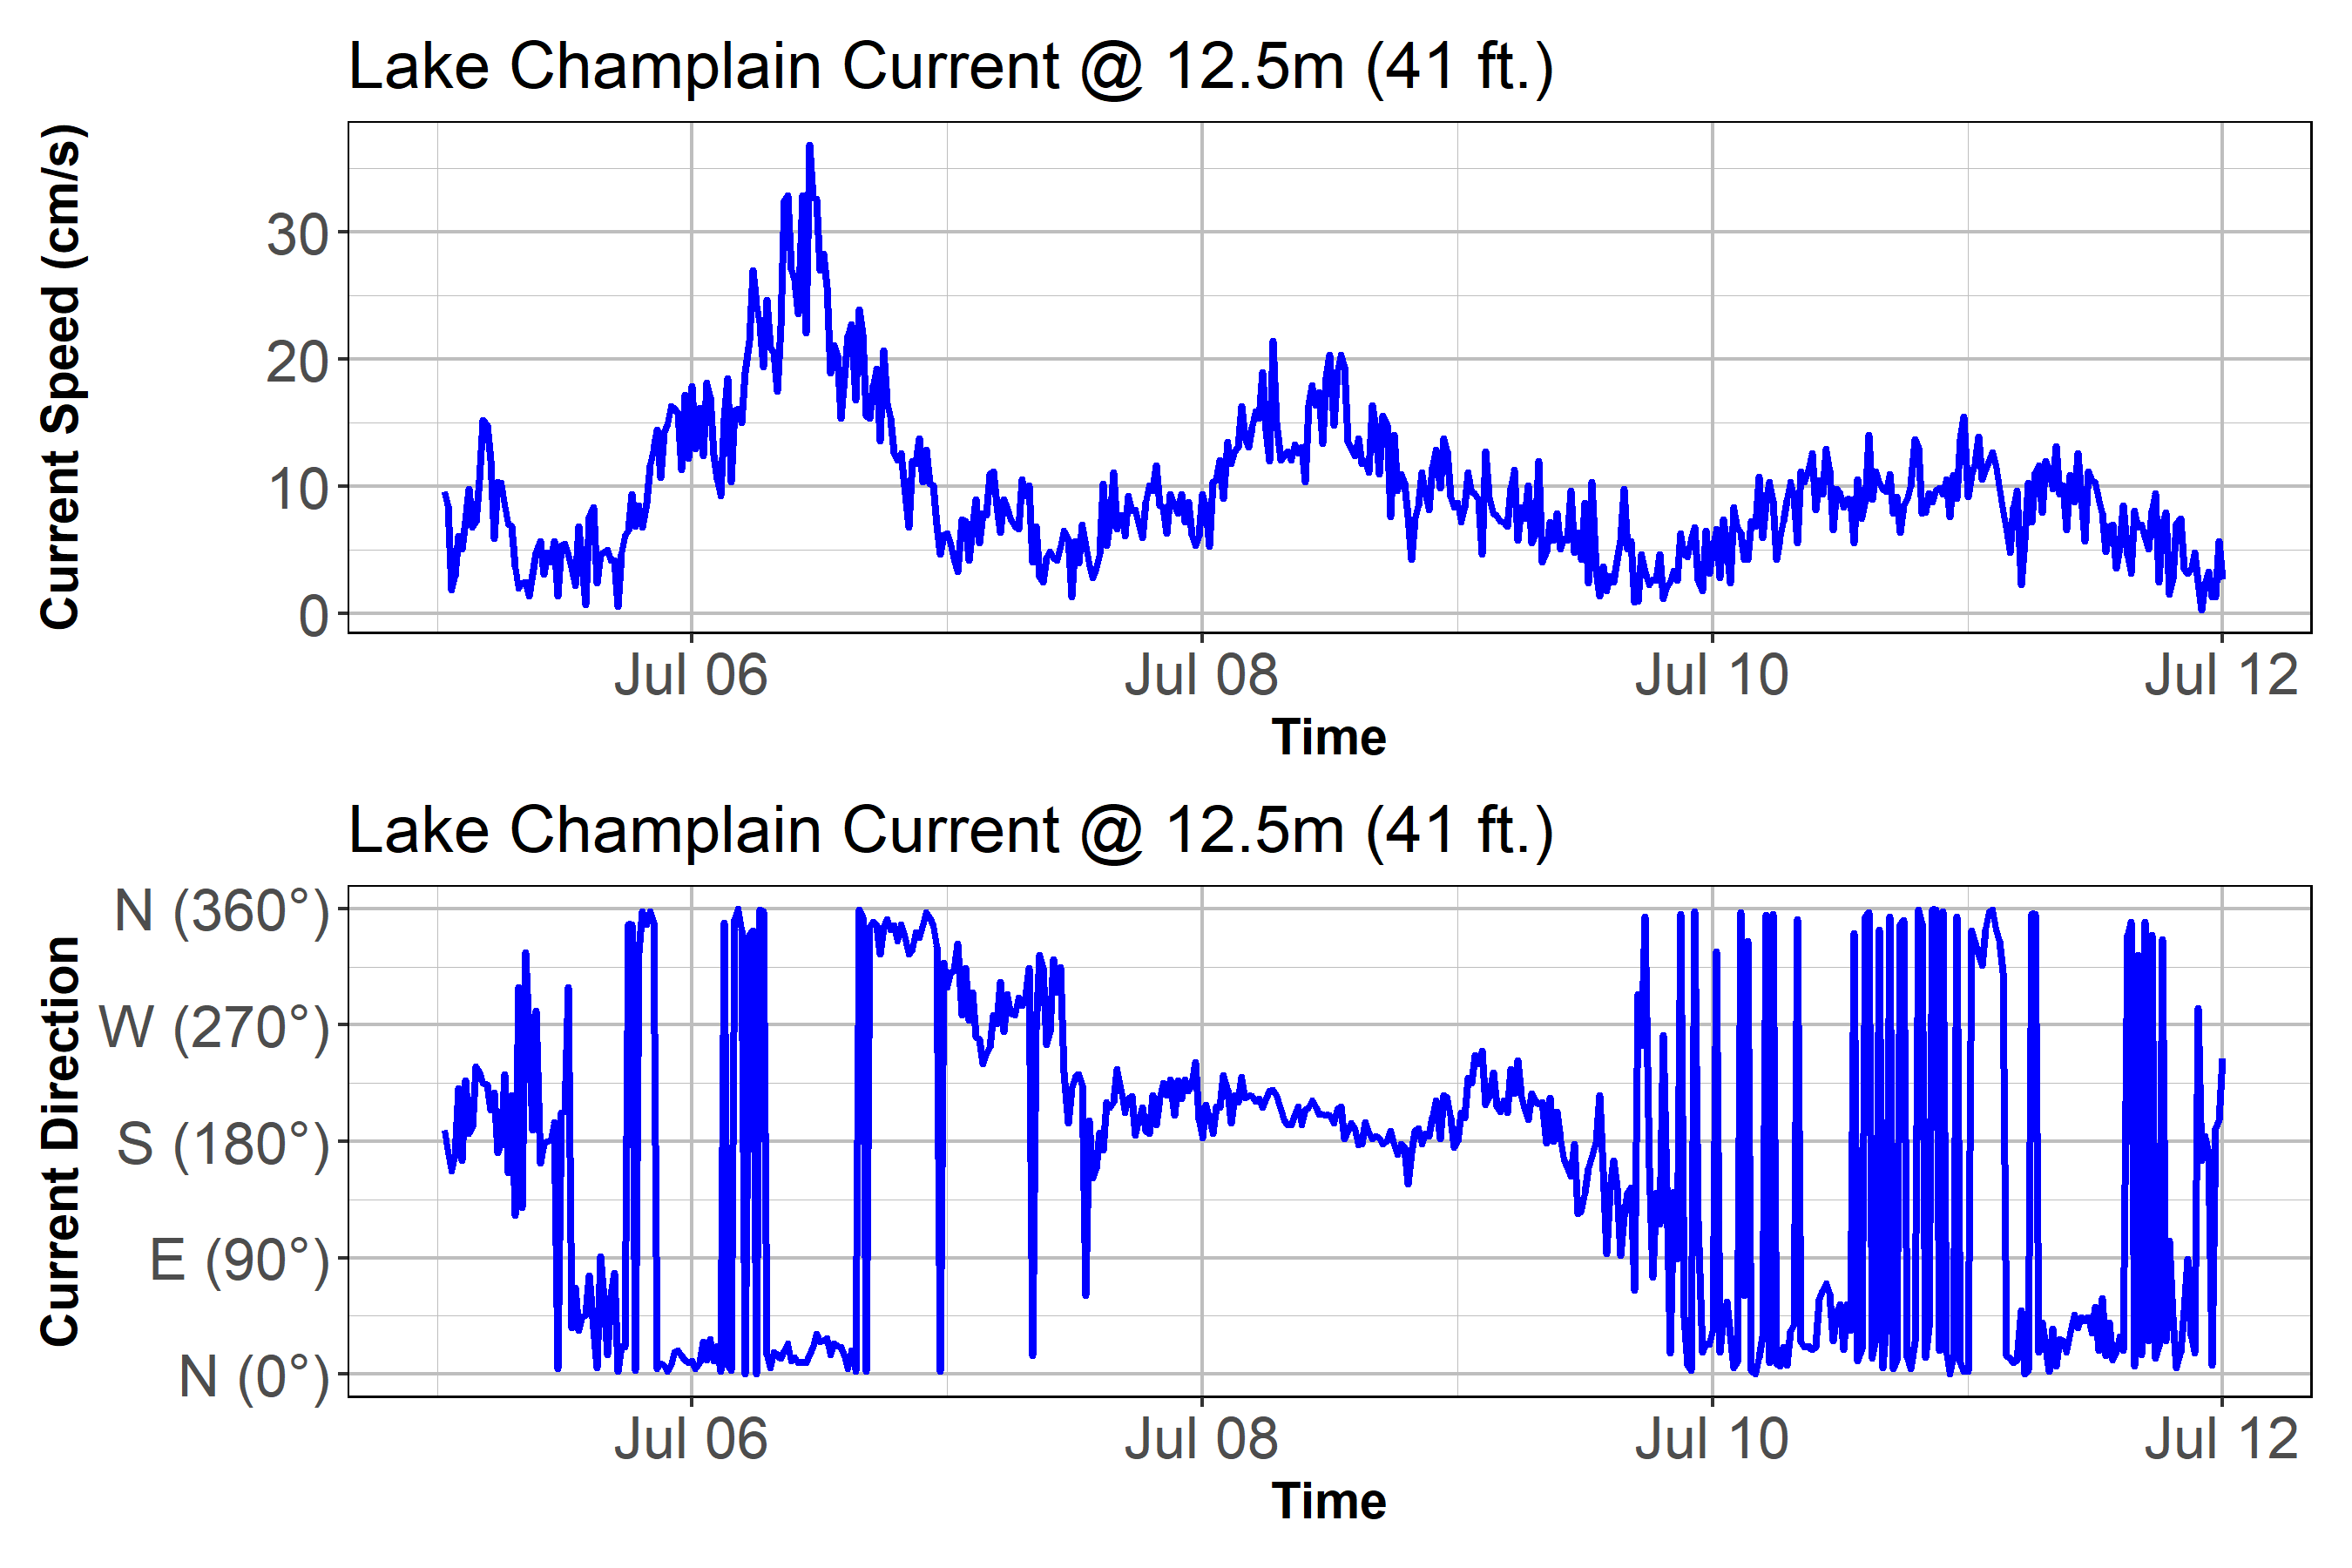 Lake Champlain Current @ 12.5m (41 ft.)
Current Speed (cm/s)
30
20
10
0
Jul 06 Jul 08 Jul 10 Jul 12
Time
Lake Champlain Current @ 12.5m (41 ft.)
Current Direction
N (360°)
W (270°)
S (180°)
E (90°)
N (0°)
Jul 06 Jul 08 Jul 10 Jul 12
Time